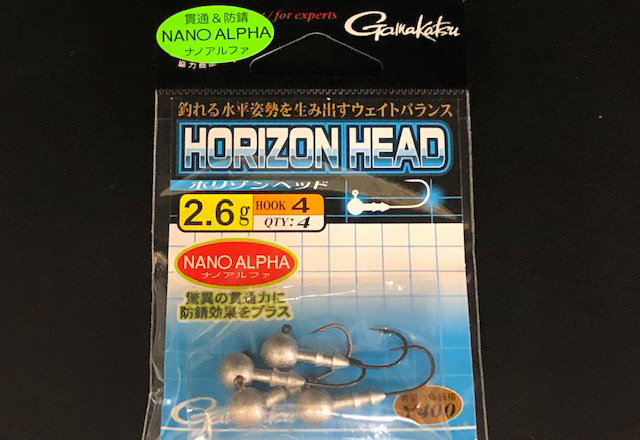 貫通&防錆
NANO ALPHA
ナノアルファ
/for experts
Gamakatsu
釣れる水平姿勢を生み出すウェイトバランス
HORIZON HEAD
ホリゾンヘッド
2.6g
HOOK 4
QTY: 4
NANO ALPHA
ナノアルファ
驚異の貫通力に
防錆効果をプラス
Gamakatsu
¥400